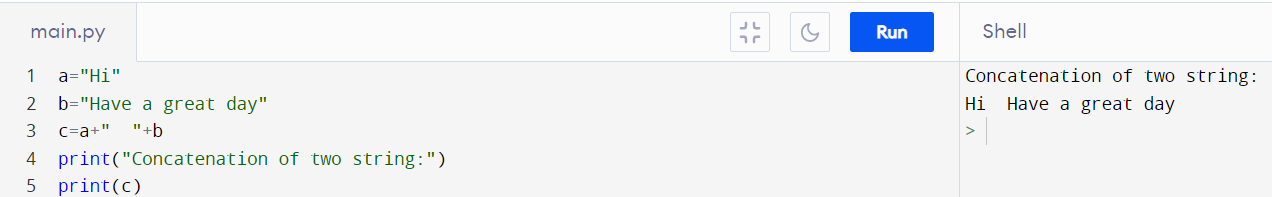 main.py
Run
Shell
1 a="Hi"
2 b="Have a great day"
3 c=a+"  "+b
4 print("Concatenation of two string:")
5 print(c)
Concatenation of two string:
Hi  Have a great day
>